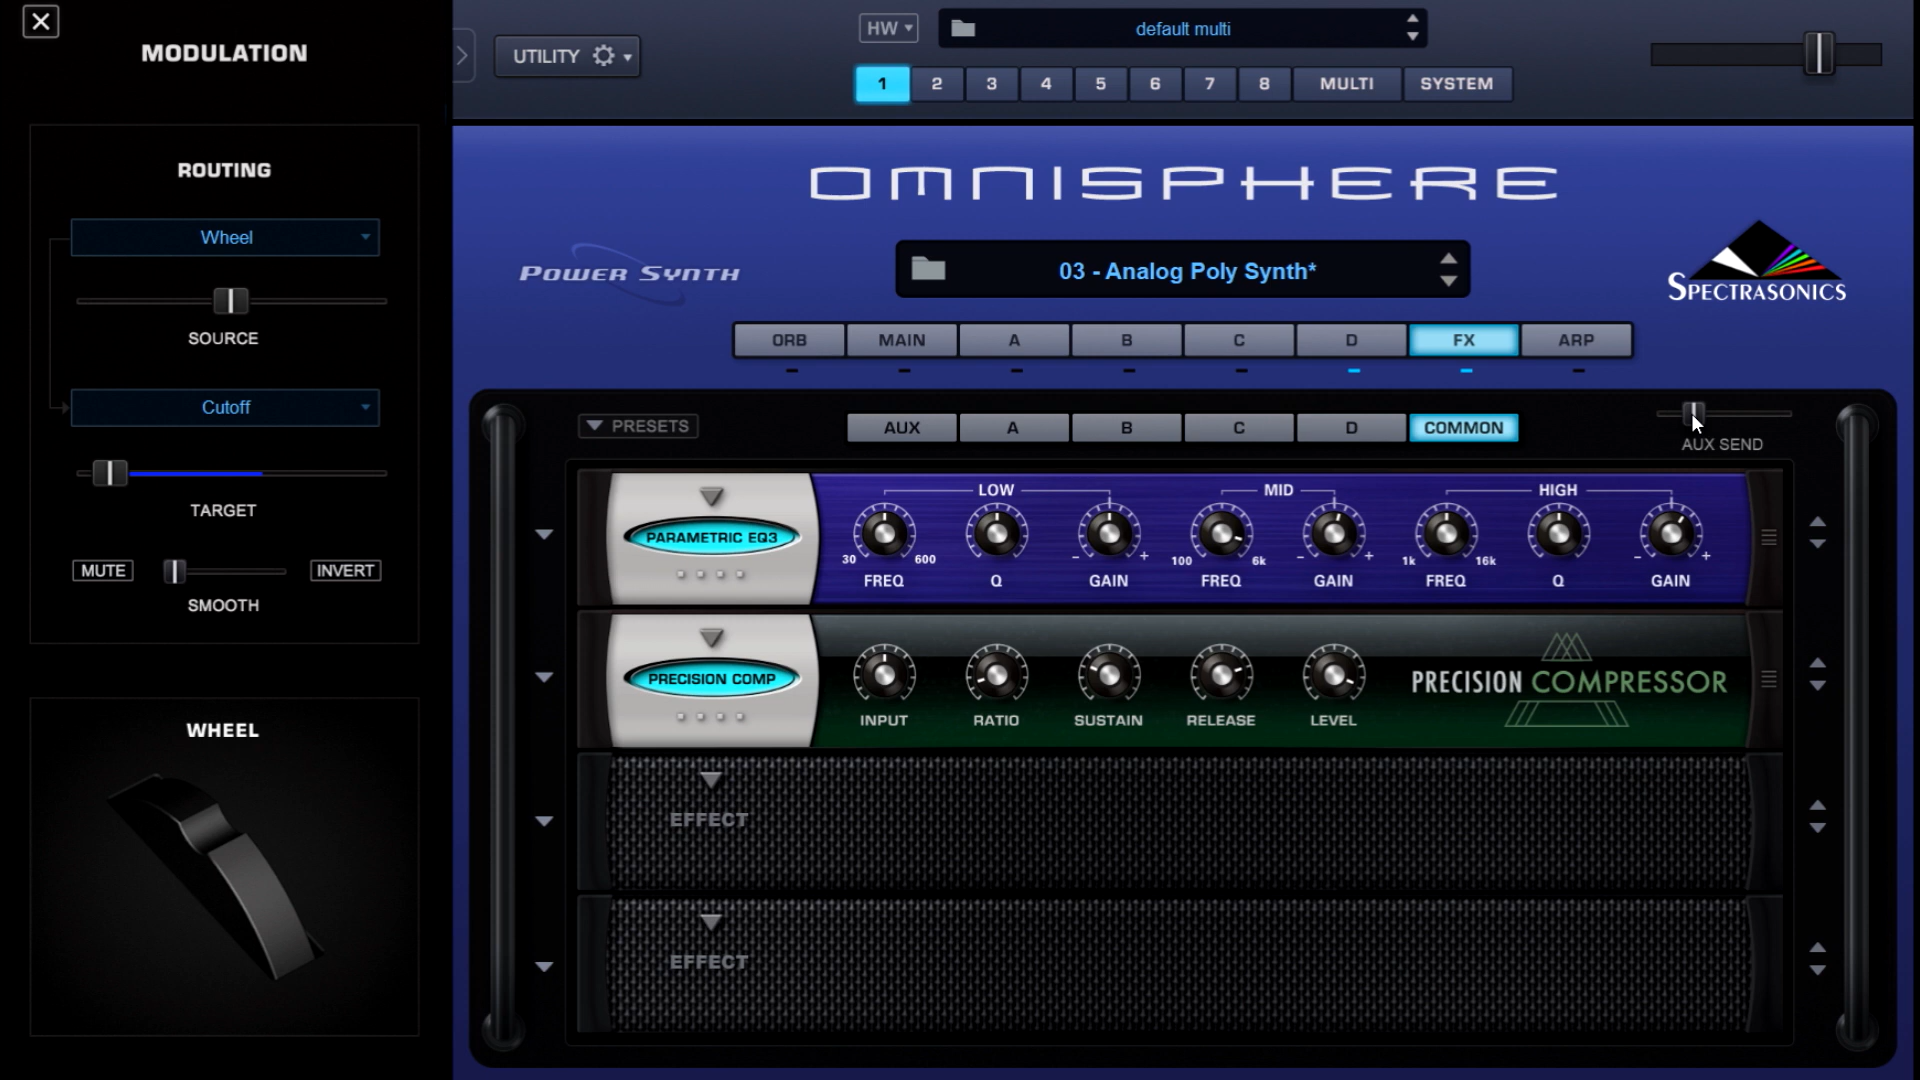 MODULATION
ROUTING
Wheel
SOURCE
Cutoff
TARGET
MUTE
INVERT
SMOOTH
WHEEL
UTILITY
HW
default multi
1 2 3 4 5 6 7 8 MULTI SYSTEM
OMNISPHERE
POWER SYNTH
03 - Analog Poly Synth*
SPECTRASONICS
ORB MAIN A B C D FX ARP
PRESETS
AUX A B C D COMMON
AUX SEND
PARAMETRIC EQ3
LOW MID HIGH
30 600 - + 100 6k - + 1k 16k - +
FREQ Q GAIN FREQ GAIN FREQ Q GAIN
PRECISION COMP
INPUT RATIO SUSTAIN RELEASE LEVEL
PRECISION COMPRESSOR
EFFECT
EFFECT